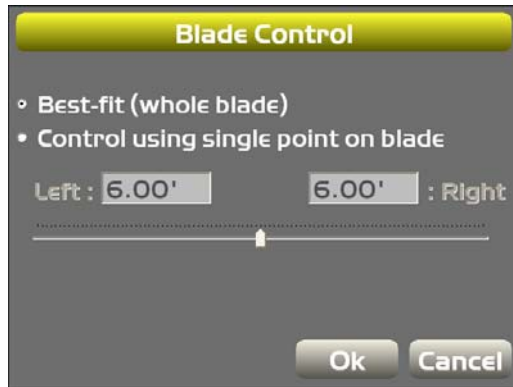 Blade Control
Best-fit (whole blade)
Control using single point on blade
Left : 6.00' 6.00' : Right
Ok Cancel